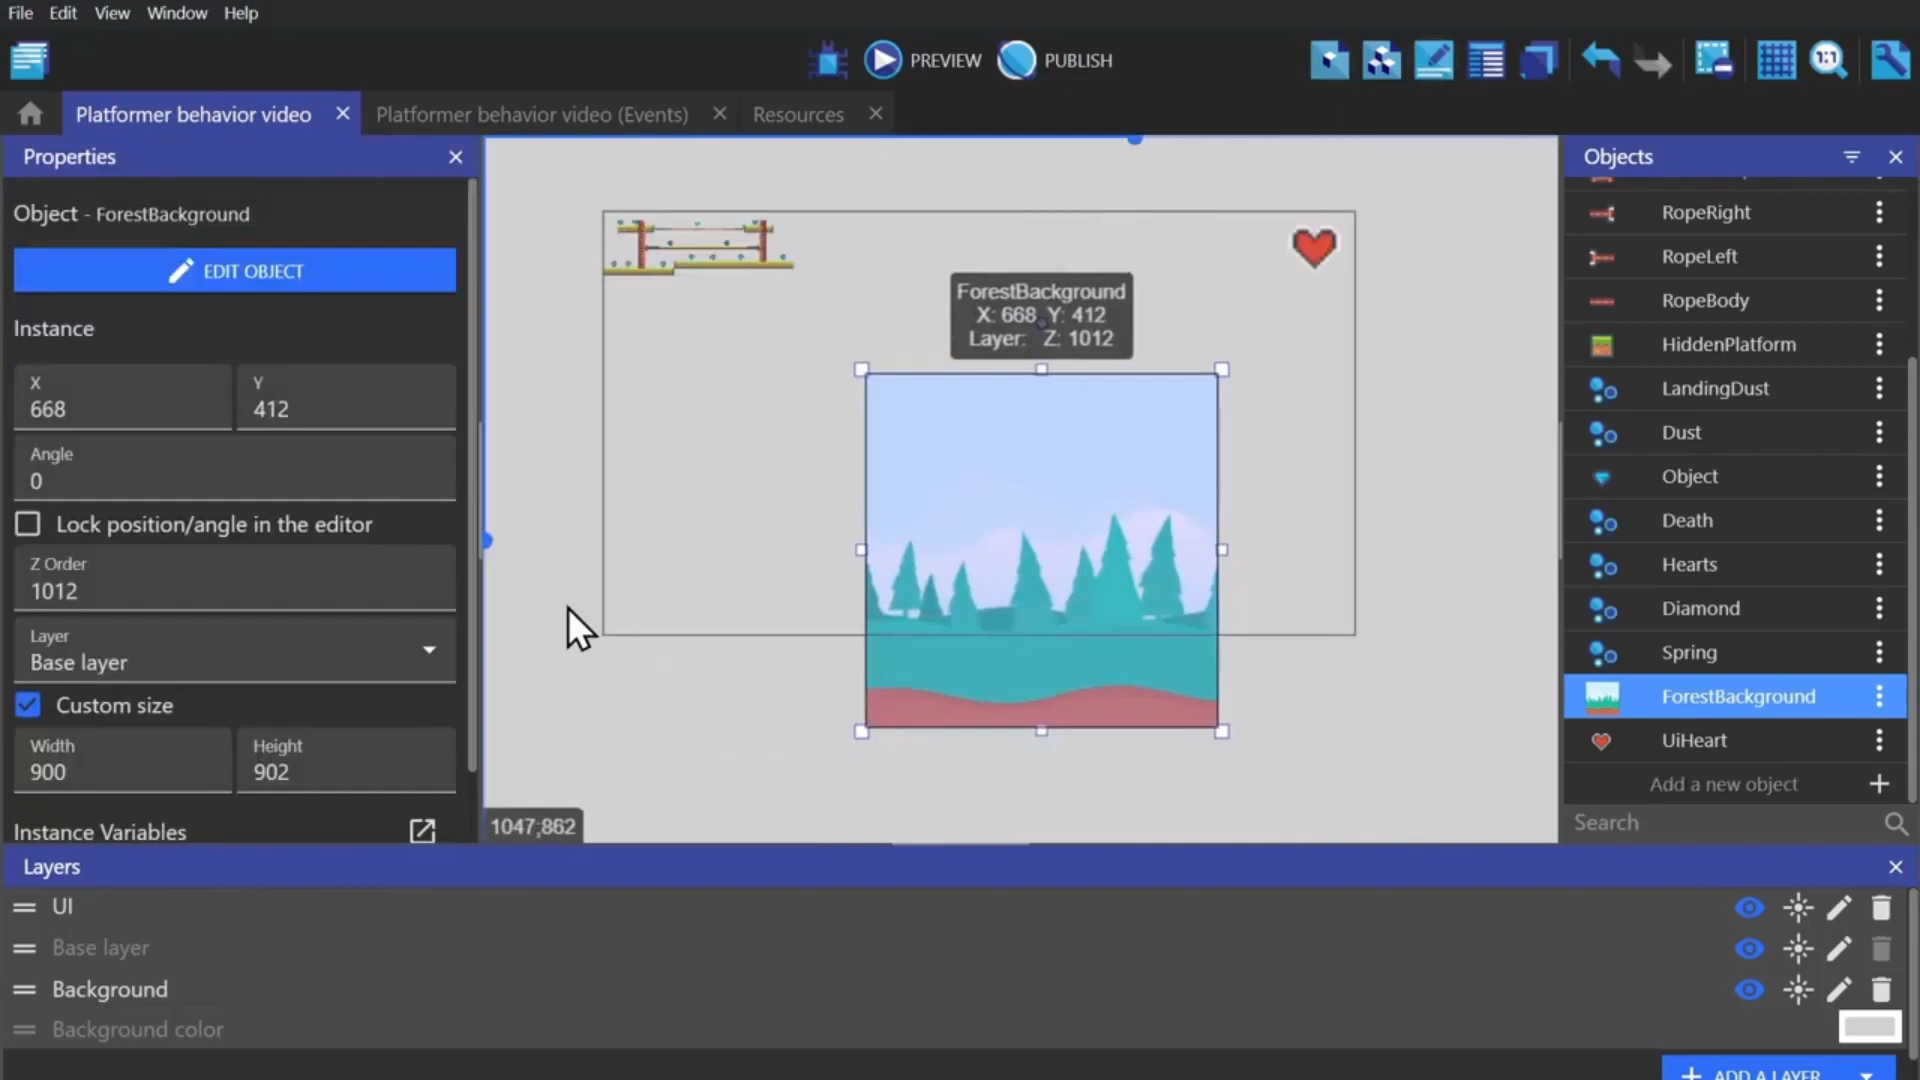 File Edit View Window Help
PREVIEW PUBLISH 1:1
Platformer behavior video Platformer behavior video (Events) Resources
Properties
Object - ForestBackground
EDIT OBJECT
Instance
X
668
Y
412
Angle
0
Lock position/angle in the editor
Z Order
1012
Layer
Base layer
Custom size
Width
900
Height
902
Instance Variables
ForestBackground
X: 668 Y: 412
Layer: Z: 1012
1047;862
Objects
RopeRight
RopeLeft
RopeBody
HiddenPlatform
LandingDust
Dust
Object
Death
Hearts
Diamond
Spring
ForestBackground
UiHeart
Add a new object
Search
Layers
UI
Base layer
Background
Background color
ADD A LAYER